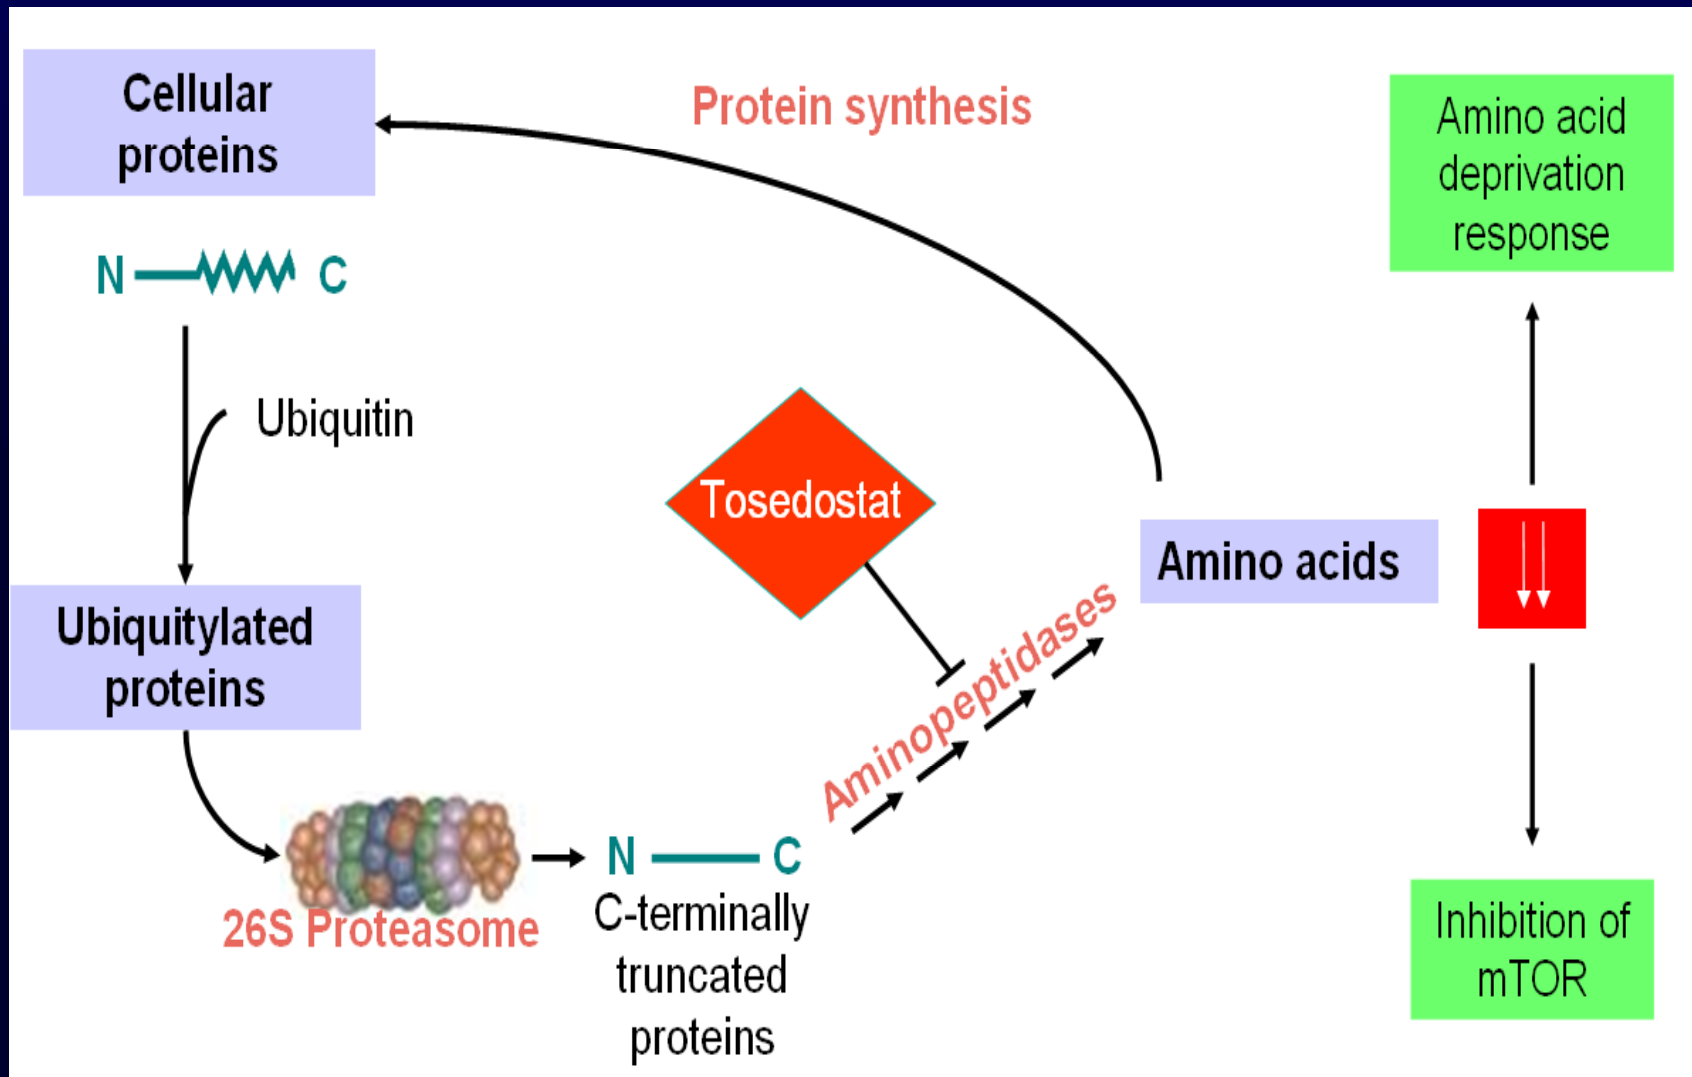 Cellular
proteins
Protein synthesis
Amino acid
deprivation
response
N C
Ubiquitin
Tosedostat
Amino acids
Aminopeptidases
Ubiquitylated
proteins
26S Proteasome
N C
C-terminally
truncated
proteins
Inhibition of
mTOR